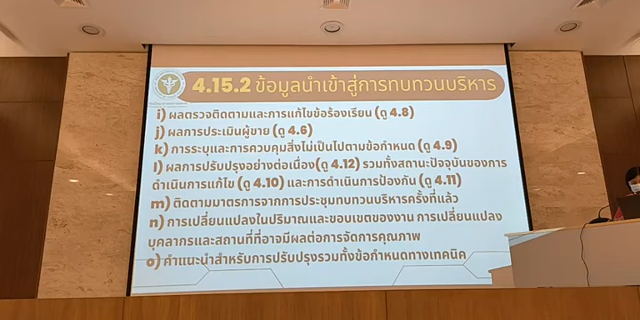 4.15.2 ข้อมูลนำเข้าสู่การทบทวนบริหาร
i) ผลตรวจติดตามและการแก้ไขข้อร้องเรียน (ดู 4.8)
j) ผลการประเมินผู้ขาย (ดู 4.6)
k) การระบุและการควบคุมสิ่งไม่เป็นไปตามข้อกำหนด (ดู 4.9)
l) ผลการปรับปรุงอย่างต่อเนื่อง(ดู 4.12) รวมทั้งสถานะปัจจุบันของการ
ดำเนินการแก้ไข (ดู 4.10) และการดำเนินการป้องกัน (ดู 4.11)
m) ติดตามมาตรการจากการประชุมทบทวนบริหารครั้งที่แล้ว
n) การเปลี่ยนแปลงในปริมาณและขอบเขตของงาน การเปลี่ยนแปลง
บุคลากรและสถานที่ที่อาจมีผลต่อการจัดการคุณภาพ
o) คำแนะนำสำหรับการปรับปรุงรวมทั้งข้อกำหนดทางเทคนิค